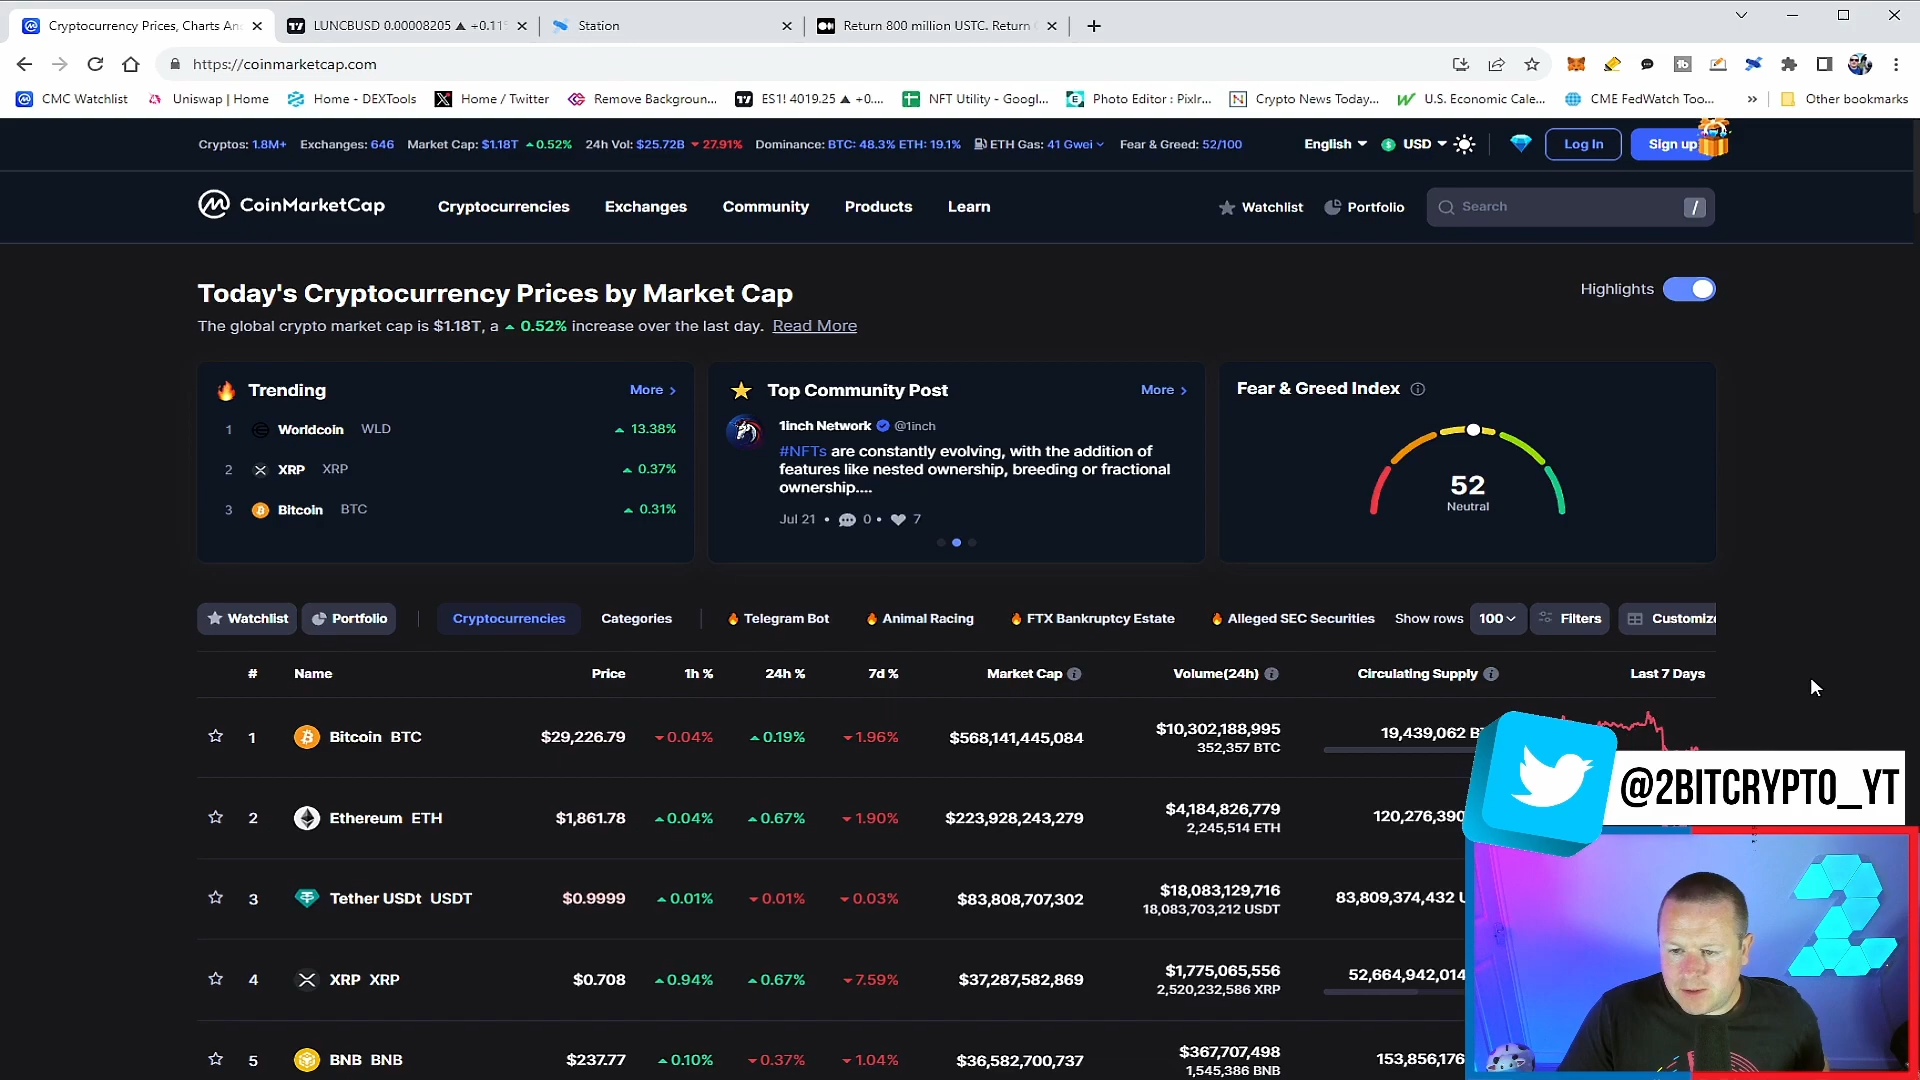 Cryptocurrency Prices, Charts An
LUNCBUSD 0.00008205 ▲ +0.11
Station
Return 800 million USTC. Return
https://coinmarketcap.com
CMC Watchlist
Uniswap | Home
Home - DEXTools
Home / Twitter
Remove Backgroun...
ES1! 4019.25 ▲ +0....
NFT Utility - Googl...
Photo Editor : Pixlr...
Crypto News Today...
U.S. Economic Cale...
CME FedWatch Too...
Other bookmarks
Cryptos: 1.8M+ Exchanges: 646 Market Cap: $1.18T 0.52% 24h Vol: $25.72B 27.91% Dominance: BTC: 48.3% ETH: 19.1% ETH Gas: 41 Gwei Fear & Greed: 52/100
English USD Log In Sign up
CoinMarketCap
Cryptocurrencies Exchanges Community Products Learn
Watchlist Portfolio Search /
Today's Cryptocurrency Prices by Market Cap
Highlights
The global crypto market cap is $1.18T, a 0.52% increase over the last day. Read More
Trending More
1 Worldcoin WLD 13.38%
2 XRP XRP 0.37%
3 Bitcoin BTC 0.31%
Top Community Post More
1inch Network @1inch
#NFTs are constantly evolving, with the addition of
features like nested ownership, breeding or fractional
ownership....
Jul 21 • 0 • 7
Fear & Greed Index
52
Neutral
Watchlist Portfolio Cryptocurrencies Categories Telegram Bot Animal Racing FTX Bankruptcy Estate Alleged SEC Securities Show rows 100 Filters Customize
# Name Price 1h % 24h % 7d % Market Cap Volume(24h) Circulating Supply Last 7 Days
1 Bitcoin BTC $29,226.79 0.04% 0.19% 1.96% $568,141,445,084 $10,302,188,995 19,439,062 B
352,357 BTC
2 Ethereum ETH $1,861.78 0.04% 0.67% 1.90% $223,928,243,279 $4,184,826,779 120,276,390
2,245,514 ETH
3 Tether USDt USDT $0.9999 0.01% 0.01% 0.03% $83,808,707,302 $18,083,129,716 83,809,374,432 U
18,083,703,212 USDT
4 XRP XRP $0.708 0.94% 0.67% 7.59% $37,287,582,869 $1,775,065,556 52,664,942,014
2,520,232,586 XRP
5 BNB BNB $237.77 0.10% 0.37% 1.04% $36,582,700,737 $367,707,498 153,856,176
1,545,386 BNB
@2BITCRYPTO_YT
2